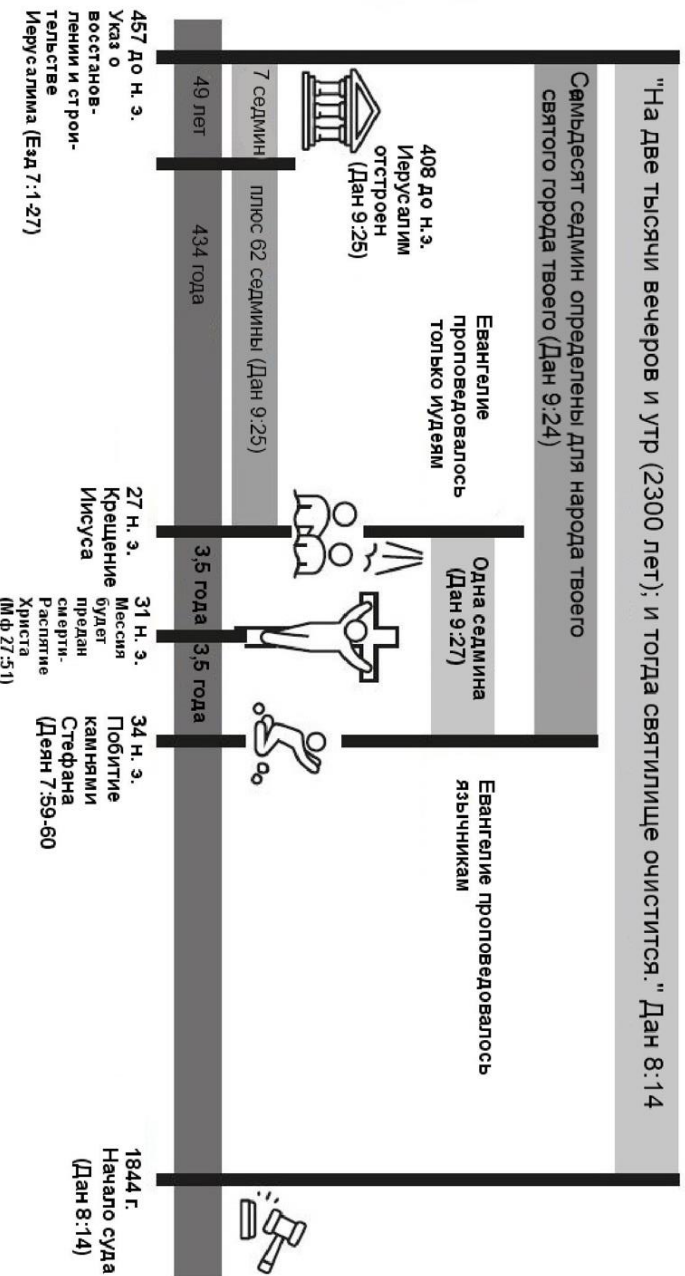 "На две тысячи вечеров и утр (2300 лет); и тогда святилище очистится." Дан 8:14
Семьдесят седмин определены для народа твоего
святого города твоего (Дан 9:24)
Евангелие
проповедовалось
только иудеям
Одна седмина
(Дан 9:27)
Евангелие проповедовалось
язычникам
408 до н.э.
Иерусалим
отстроен
(Дан 9:25)
7 седмин
плюс 62 седмины (Дан 9:25)
49 лет
434 года
3,5 года
3,5 года
457 до н. э.
Указ о
восстанов-
лении и строи-
тельстве
Иерусалима (Езд 7:1-27)
27 н. э.
Крещение
Иисуса
31 н. э.
Мессия
будет
предан
смерти-
Распятие
Христа
(Мф 27:51)
34 н. э.
Побитие
камнями
Стефана
(Деян 7:59-60
1844 г.
Начало суда
(Дан 8:14)